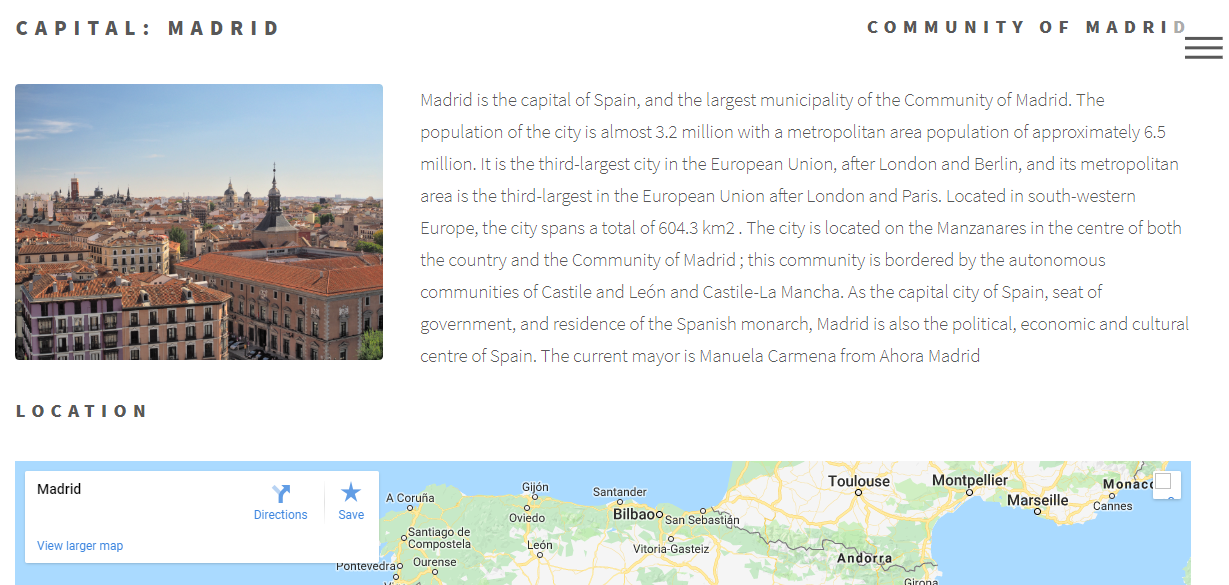 CAPITAL: MADRID
COMMUNITY OF MADRID
Madrid is the capital of Spain, and the largest municipality of the Community of Madrid. The
population of the city is almost 3.2 million with a metropolitan area population of approximately 6.5
million. It is the third-largest city in the European Union, after London and Berlin, and its metropolitan
area is the third-largest in the European Union after London and Paris. Located in south-western
Europe, the city spans a total of 604.3 km2 . The city is located on the Manzanares in the centre of both
the country and the Community of Madrid ; this community is bordered by the autonomous
communities of Castile and León and Castile-La Mancha. As the capital city of Spain, seat of
government, and residence of the Spanish monarch, Madrid is also the political, economic and cultural
centre of Spain. The current mayor is Manuela Carmena from Ahora Madrid
LOCATION
Madrid
Directions
Save
View larger map
A Coruña
Gijón
Santander
Oviedo
Bilbao
San Sebastián
Toulouse
Montpellier
Monaco
Marseille
Cannes
Santiago de
Compostela
León
Vitoria-Gasteiz
Pontevedra
Ourense
Andorra
Girona